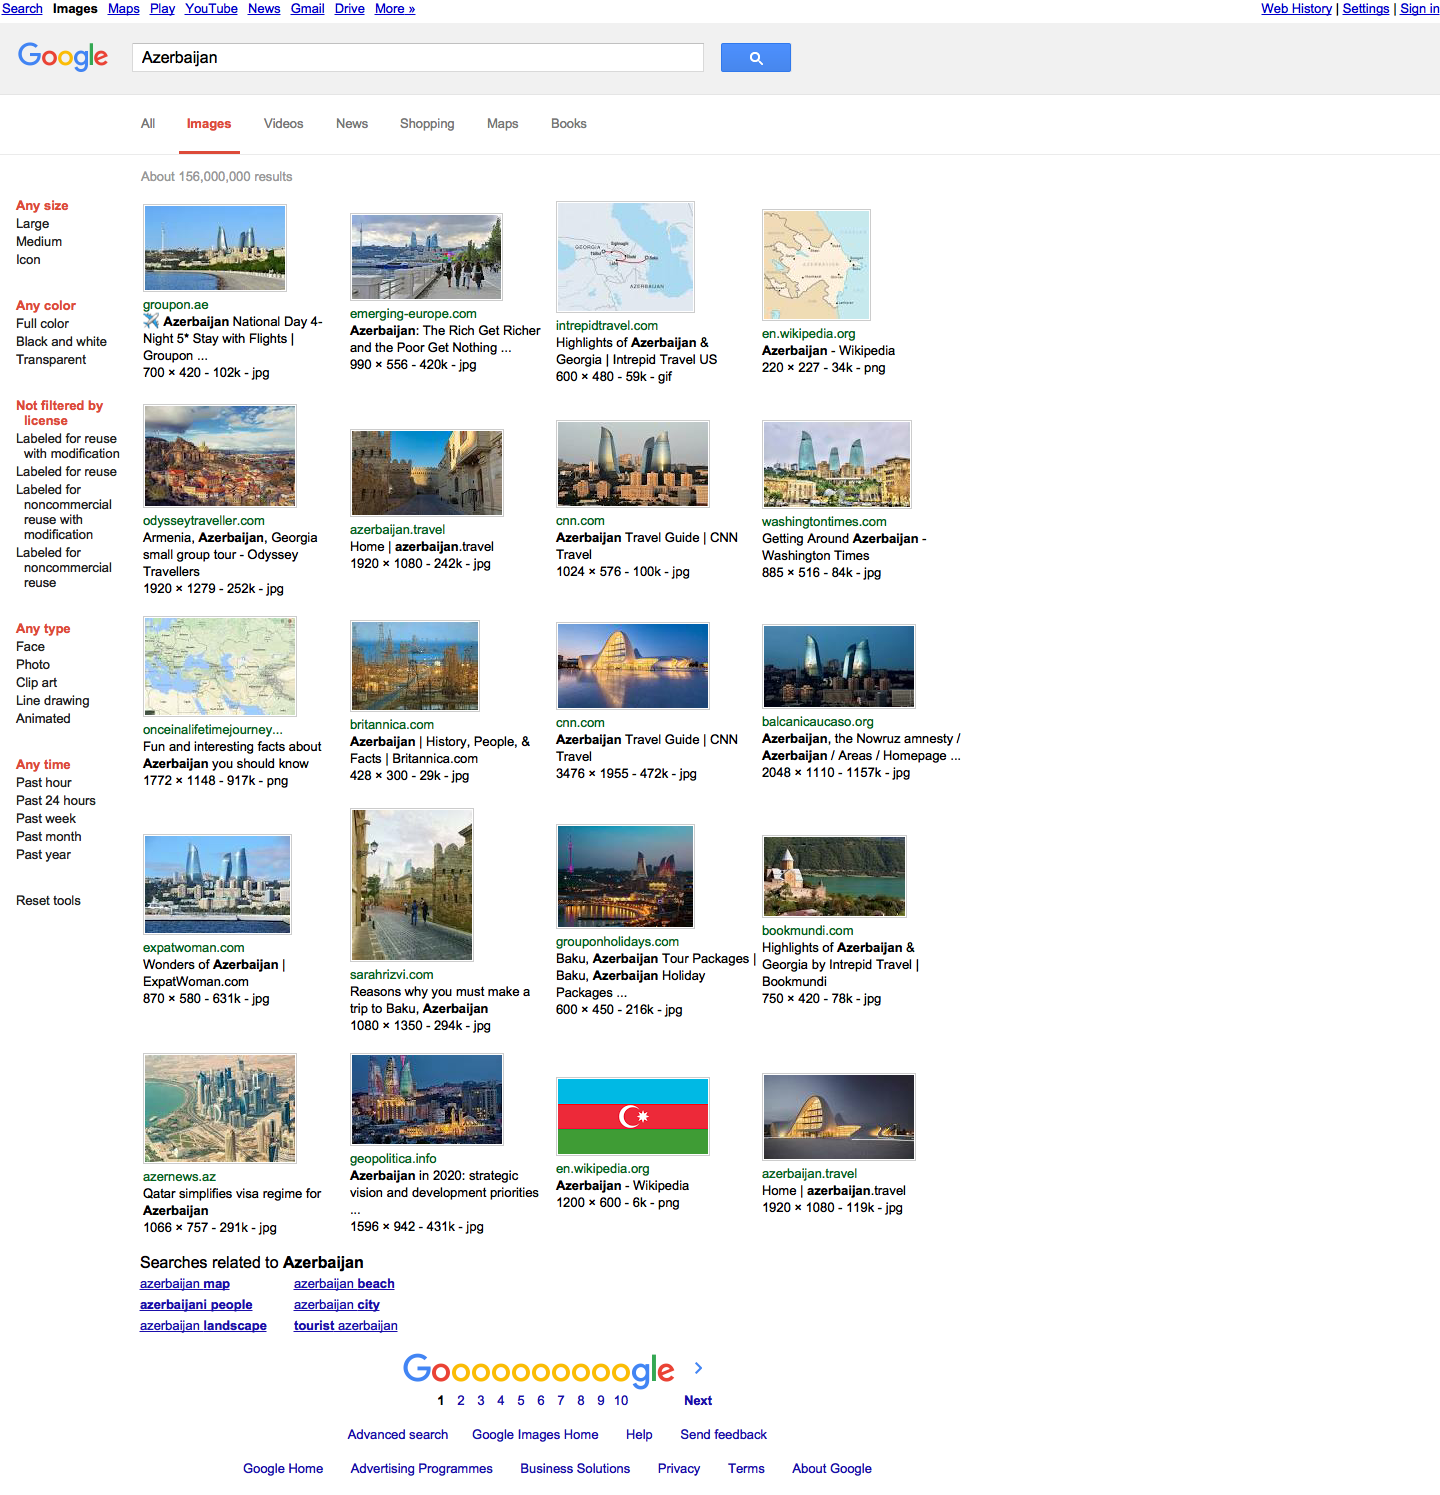 Search Images Maps Play YouTube News Gmail Drive More »
Web History | Settings | Sign in
Google
Azerbaijan
All Images Videos News Shopping Maps Books
About 156,000,000 results
Any size
Large
Medium
Icon
Any color
Full color
Black and white
Transparent
Not filtered by
license
Labeled for reuse
with modification
Labeled for reuse
Labeled for
noncommercial
reuse with
modification
Labeled for
noncommercial
reuse
Any type
Face
Photo
Clip art
Line drawing
Animated
Any time
Past hour
Past 24 hours
Past week
Past month
Past year
Reset tools
groupon.ae
✈️ Azerbaijan National Day 4-
Night 5* Stay with Flights |
Groupon ...
700 × 420 - 102k - jpg
emerging-europe.com
Azerbaijan: The Rich Get Richer
and the Poor Get Nothing ...
990 × 556 - 420k - jpg
GEORGIA
AZERBAIJAN
intrepidtravel.com
Highlights of Azerbaijan &
Georgia | Intrepid Travel US
600 × 480 - 59k - gif
AZERBAIJAN
en.wikipedia.org
Azerbaijan - Wikipedia
220 × 227 - 34k - png
odysseytraveller.com
Armenia, Azerbaijan, Georgia
small group tour - Odyssey
Travellers
1920 × 1279 - 252k - jpg
azerbaijan.travel
Home | azerbaijan.travel
1920 × 1080 - 242k - jpg
cnn.com
Azerbaijan Travel Guide | CNN
Travel
1024 × 576 - 100k - jpg
washingtontimes.com
Getting Around Azerbaijan -
Washington Times
885 × 516 - 84k - jpg
onceinalifetimejourney...
Fun and interesting facts about
Azerbaijan you should know
1772 × 1148 - 917k - png
britannica.com
Azerbaijan | History, People, &
Facts | Britannica.com
428 × 300 - 29k - jpg
cnn.com
Azerbaijan Travel Guide | CNN
Travel
3476 × 1955 - 472k - jpg
balcanicaucaso.org
Azerbaijan, the Nowruz amnesty /
Azerbaijan / Areas / Homepage ...
2048 × 1110 - 1157k - jpg
expatwoman.com
Wonders of Azerbaijan |
ExpatWoman.com
870 × 580 - 631k - jpg
sarahrizvi.com
Reasons why you must make a
trip to Baku, Azerbaijan
1080 × 1350 - 294k - jpg
grouponholidays.com
Baku, Azerbaijan Tour Packages |
Baku, Azerbaijan Holiday
Packages ...
600 × 450 - 216k - jpg
bookmundi.com
Highlights of Azerbaijan &
Georgia by Intrepid Travel |
Bookmundi
750 × 420 - 78k - jpg
azernews.az
Qatar simplifies visa regime for
Azerbaijan
1066 × 757 - 291k - jpg
geopolitica.info
Azerbaijan in 2020: strategic
vision and development priorities
...
1596 × 942 - 431k - jpg
en.wikipedia.org
Azerbaijan - Wikipedia
1200 × 600 - 6k - png
azerbaijan.travel
Home | azerbaijan.travel
1920 × 1080 - 119k - jpg
Searches related to Azerbaijan
azerbaijan map azerbaijan beach
azerbaijani people azerbaijan city
azerbaijan landscape tourist azerbaijan
Goooooooooogle
1 2 3 4 5 6 7 8 9 10 Next
Advanced search Google Images Home Help Send feedback
Google Home Advertising Programmes Business Solutions Privacy Terms About Google